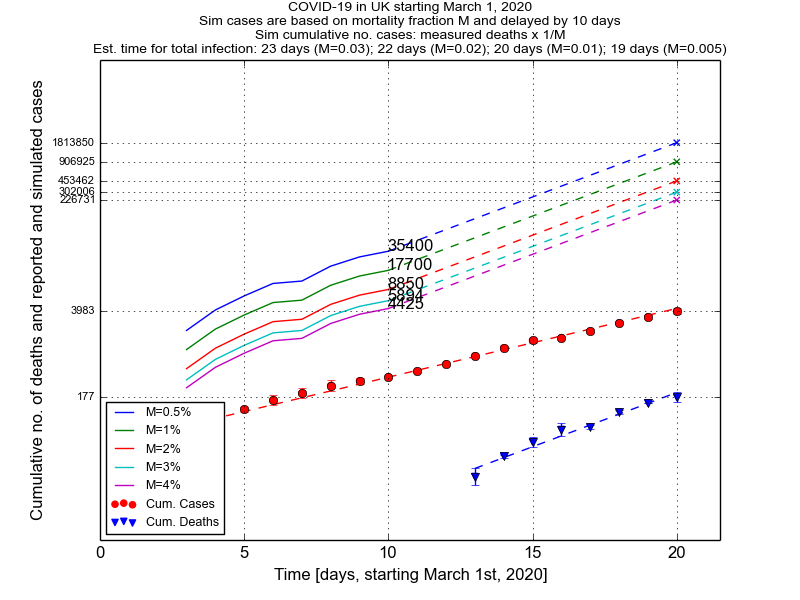 COVID-19 in UK starting March 1, 2020
Sim cases are based on mortality fraction M and delayed by 10 days
Sim cumulative no. cases: measured deaths x 1/M
Est. time for total infection: 23 days (M=0.03); 22 days (M=0.02); 20 days (M=0.01); 19 days (M=0.005)
Cumulative no. of deaths and reported and simulated cases
1813850
906925
453462
302006
226731
3983
177
35400
17700
8850
5894
4425
M=0.5%
M=1%
M=2%
M=3%
M=4%
Cum. Cases
Cum. Deaths
0 5 10 15 20
Time [days, starting March 1st, 2020]